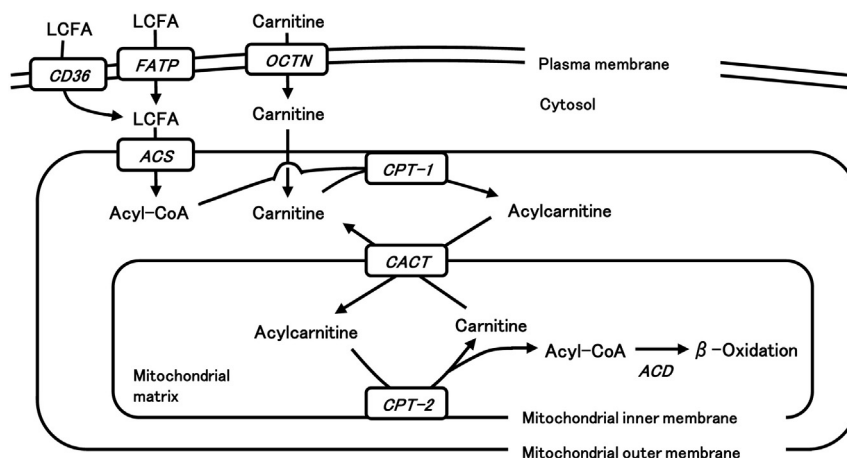 LCFA
LCFA
Carnitine
CD36
FATP
OCTN
Plasma membrane
LCFA
Carnitine
Cytosol
ACS
CPT-1
Acyl-CoA
Carnitine
Acylcarnitine
CACT
Acylcarnitine
Carnitine
Acyl-CoA
β-Oxidation
ACD
Mitochondrial
matrix
CPT-2
Mitochondrial inner membrane
Mitochondrial outer membrane